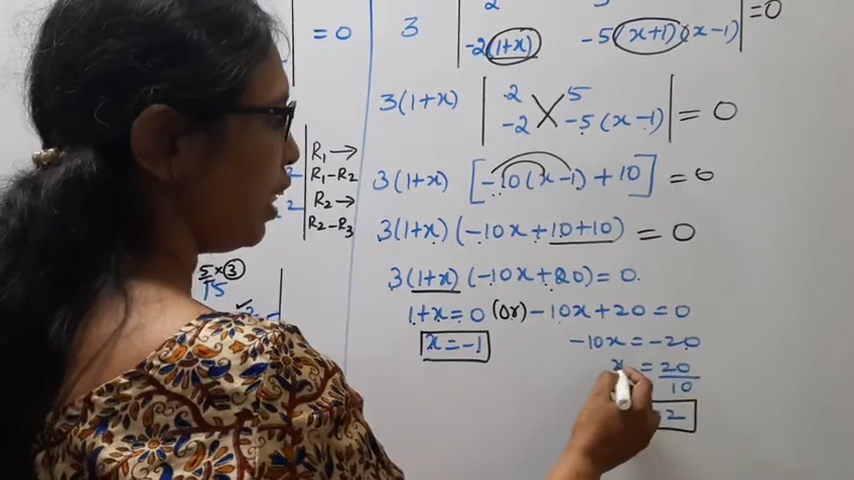 = 0
3 | 2 5
-2(1+x) -5(x+1)(x-1) | =0
3(1+x) | 2 5
-2 -5(x-1) | = 0
R₁ →
R₁-R₂
R₂ →
R₂-R₃
3(1+x) [-10(x-1)+10] = 0
3(1+x) (-10x+10+10) = 0
5×3
15
3(1+x) (-10x+20) = 0
1+x = 0 (or) -10x+20 = 0
x = -1
-10x = -20
x = 20
10
2